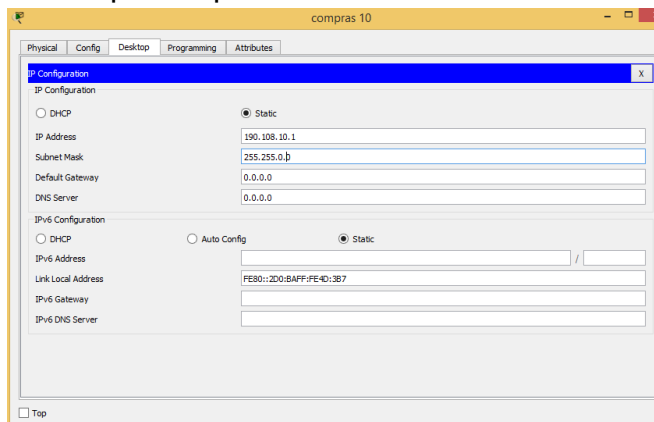 compras 10
Physical Config Desktop Programming Attributes
IP Configuration X
IP Configuration
DHCP Static
IP Address 190.108.10.1
Subnet Mask 255.255.0.0
Default Gateway 0.0.0.0
DNS Server 0.0.0.0
IPv6 Configuration
DHCP Auto Config Static
IPv6 Address /
Link Local Address FE80::2D0:BAFF:FE4D:3B7
IPv6 Gateway
IPv6 DNS Server
Top